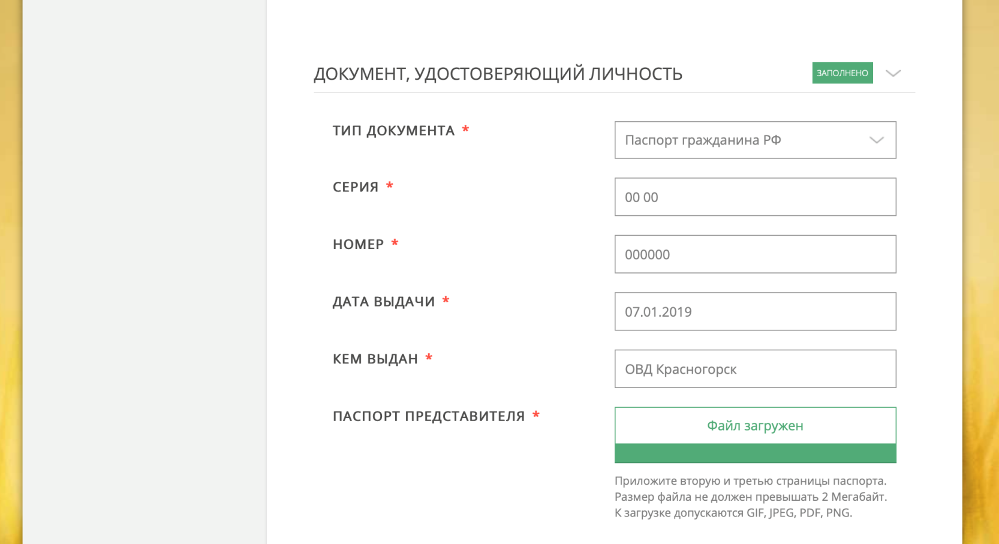 ДОКУМЕНТ, УДОСТОВЕРЯЮЩИЙ ЛИЧНОСТЬ ЗАПОЛНЕНО
ТИП ДОКУМЕНТА * Паспорт гражданина РФ
СЕРИЯ * 00 00
НОМЕР * 000000
ДАТА ВЫДАЧИ * 07.01.2019
КЕМ ВЫДАН * ОВД Красногорск
ПАСПОРТ ПРЕДСТАВИТЕЛЯ * Файл загружен
Приложите вторую и третью страницы паспорта.
Размер файла не должен превышать 2 Мегабайт.
К загрузке допускаются GIF, JPEG, PDF, PNG.